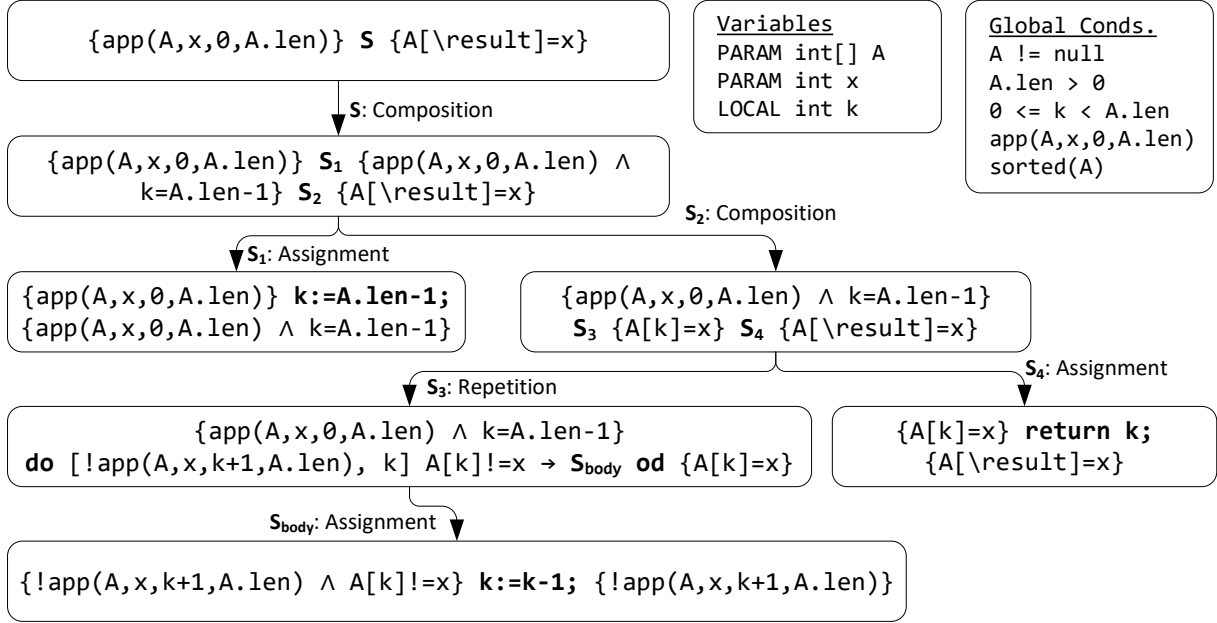 {app(A,x,0,A.len)} S {A[\result]=x}
Variables
PARAM int[] A
PARAM int x
LOCAL int k
Global Conds.
A != null
A.len > 0
0 <= k < A.len
app(A,x,0,A.len)
sorted(A)
S: Composition
{app(A,x,0,A.len)} S₁ {app(A,x,0,A.len) ∧
k=A.len-1} S₂ {A[\result]=x}
S₂: Composition
S₁: Assignment
{app(A,x,0,A.len)} k:=A.len-1;
{app(A,x,0,A.len) ∧ k=A.len-1}
{app(A,x,0,A.len) ∧ k=A.len-1}
S₃ {A[k]=x} S₄ {A[\result]=x}
S₃: Repetition
S₄: Assignment
{app(A,x,0,A.len) ∧ k=A.len-1}
do [!app(A,x,k+1,A.len), k] A[k]!=x → S_body od {A[k]=x}
{A[k]=x} return k;
{A[\result]=x}
S_body: Assignment
{!app(A,x,k+1,A.len) ∧ A[k]!=x} k:=k-1; {!app(A,x,k+1,A.len)}